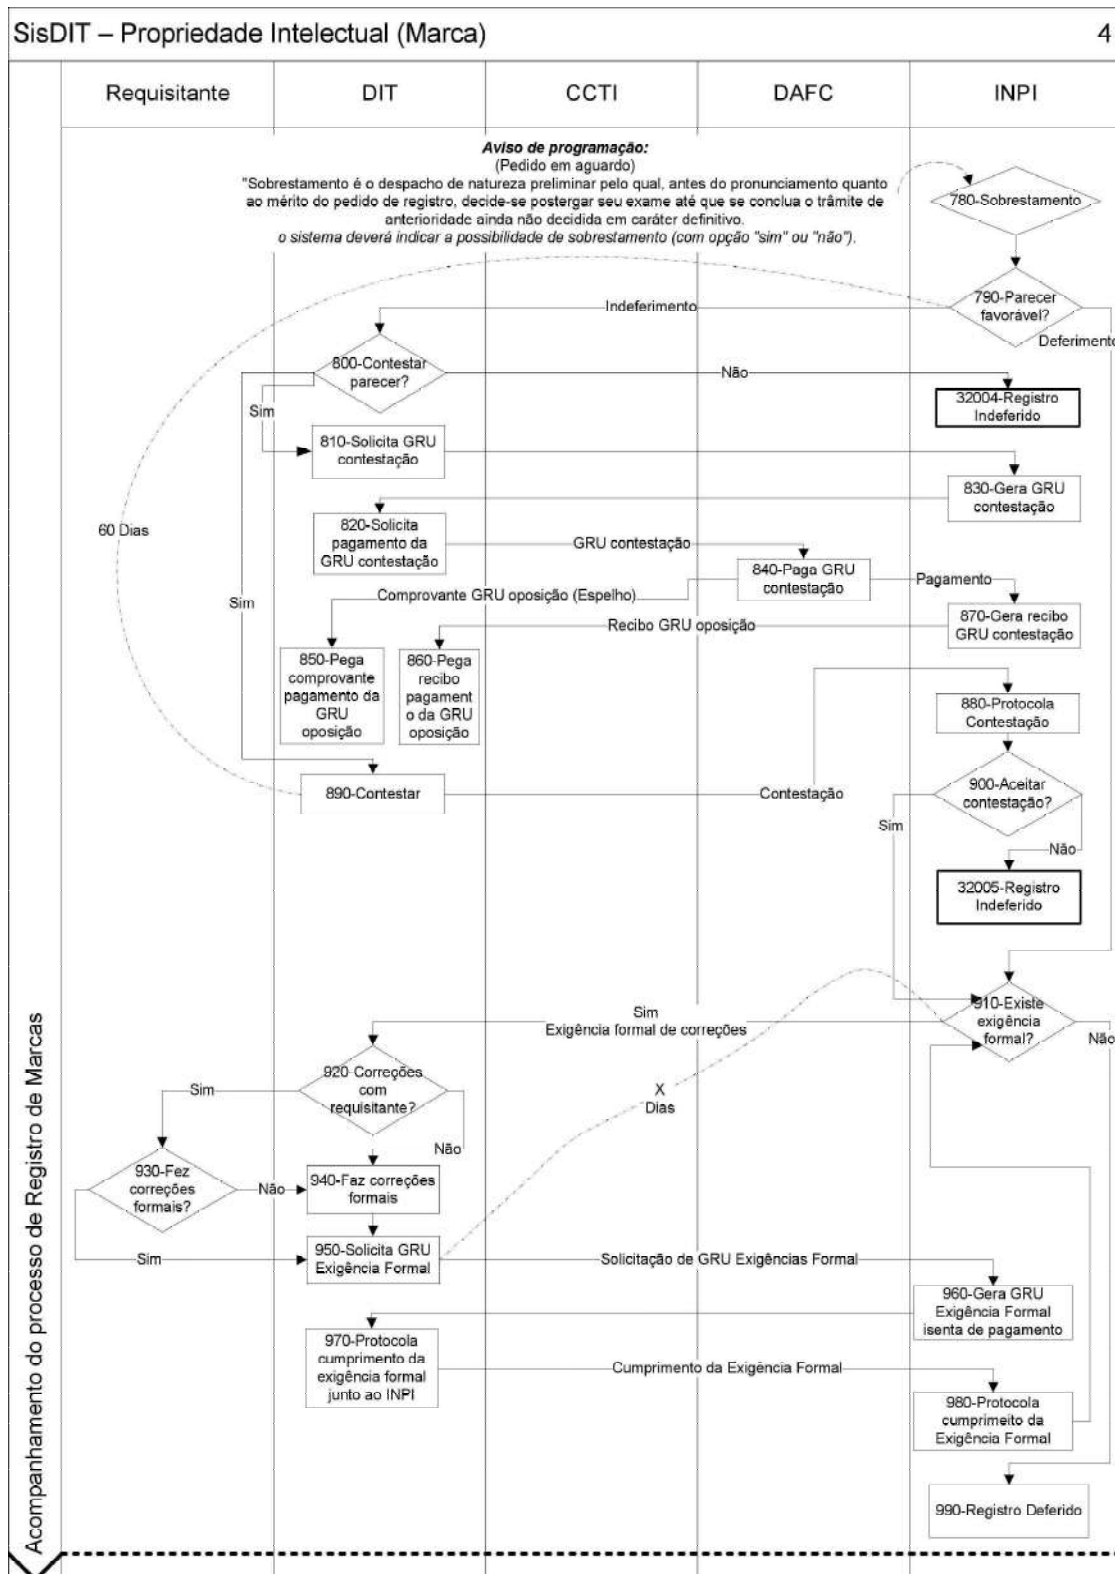 SisDIT – Propriedade Intelectual (Marca)
4
Requisitante
DIT
CCTI
DAFC
INPI
Aviso de programação:
(Pedido em aguardo)
"Sobrestamento é o despacho de natureza preliminar pelo qual, antes do pronunciamento quanto
ao mérito do pedido de registro, decide-se postergar seu exame até que se conclua o trâmite de
anterioridade ainda não decidida em caráter definitivo.
o sistema deverá indicar a possibilidade de sobrestamento (com opção "sim" ou "não").
780-Sobrestamento
790-Parecer
favorável?
Indeferimento
Deferimento
800-Contestar
parecer?
Não
Sim
32004-Registro
Indeferido
810-Solicita GRU
contestação
830-Gera GRU
contestação
60 Dias
820-Solicita
pagamento da
GRU contestação
GRU contestação
840-Paga GRU
contestação
Pagamento
Sim
Comprovante GRU oposição (Espelho)
870-Gera recibo
GRU contestação
Recibo GRU oposição
850-Pega
comprovante
pagamento da
GRU
oposição
860-Pega
recibo
pagament
o da GRU
oposição
880-Protocola
Contestação
890-Contestar
Contestação
900-Aceitar
contestação?
Sim
Não
32005-Registro
Indeferido
910-Existe
exigência
formal?
Sim
Exigência formal de correções
Não
920-Correções
com
requisitante?
Sim
Não
X
Dias
930-Fez
correções
formais?
Não
940-Faz correções
formais
Sim
950-Solicita GRU
Exigência Formal
Solicitação de GRU Exigências Formal
960-Gera GRU
Exigência Formal
isenta de pagamento
970-Protocola
cumprimento da
exigência formal
junto ao INPI
Cumprimento da Exigência Formal
980-Protocola
cumprimeito da
Exigência Formal
990-Registro Deferido
Acompanhamento do processo de Registro de Marcas